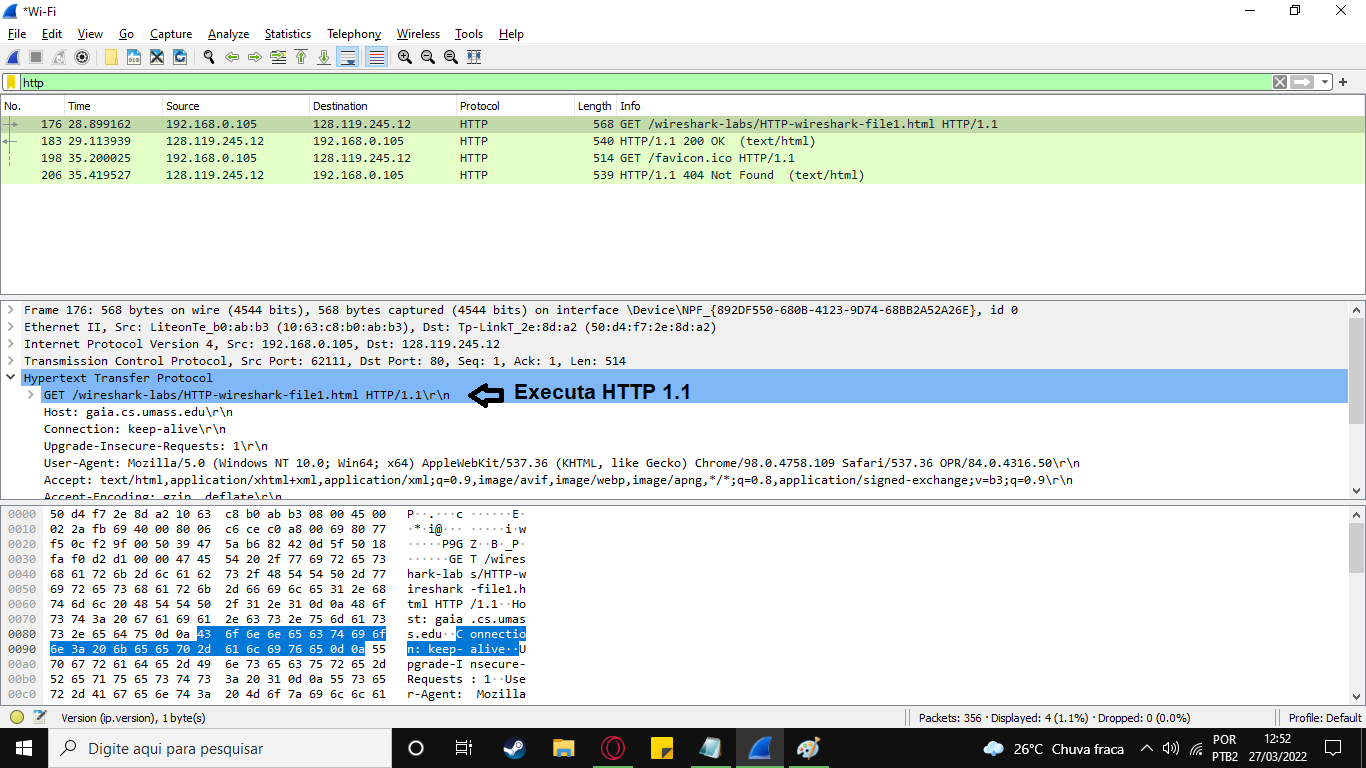 *Wi-Fi
File Edit View Go Capture Analyze Statistics Telephony Wireless Tools Help
http
No. Time Source Destination Protocol Length Info
176 28.899162 192.168.0.105 128.119.245.12 HTTP 568 GET /wireshark-labs/HTTP-wireshark-file1.html HTTP/1.1
183 29.113939 128.119.245.12 192.168.0.105 HTTP 540 HTTP/1.1 200 OK (text/html)
198 35.200025 192.168.0.105 128.119.245.12 HTTP 514 GET /favicon.ico HTTP/1.1
206 35.419527 128.119.245.12 192.168.0.105 HTTP 539 HTTP/1.1 404 Not Found (text/html)
Frame 176: 568 bytes on wire (4544 bits), 568 bytes captured (4544 bits) on interface \Device\NPF_{892DF550-680B-4123-9D74-68BB2A52A26E}, id 0
Ethernet II, Src: LiteonTe_b0:ab:b3 (10:63:c8:b0:ab:b3), Dst: Tp-LinkT_2e:8d:a2 (50:d4:f7:2e:8d:a2)
Internet Protocol Version 4, Src: 192.168.0.105, Dst: 128.119.245.12
Transmission Control Protocol, Src Port: 62111, Dst Port: 80, Seq: 1, Ack: 1, Len: 514
Hypertext Transfer Protocol
GET /wireshark-labs/HTTP-wireshark-file1.html HTTP/1.1\r\n Executa HTTP 1.1
Host: gaia.cs.umass.edu\r\n
Connection: keep-alive\r\n
Upgrade-Insecure-Requests: 1\r\n
User-Agent: Mozilla/5.0 (Windows NT 10.0; Win64; x64) AppleWebKit/537.36 (KHTML, like Gecko) Chrome/98.0.4758.109 Safari/537.36 OPR/84.0.4316.50\r\n
Accept: text/html,application/xhtml+xml,application/xml;q=0.9,image/avif,image/webp,image/apng,*/*;q=0.8,application/signed-exchange;v=b3;q=0.9\r\n
Accept-Encoding: gzip, deflate\r\n
0000 50 d4 f7 2e 8d a2 10 63 c8 b0 ab b3 08 00 45 00 P··.···c ······E·
0010 02 2a fb 69 40 00 80 06 c6 ce c0 a8 00 69 80 77 ·*·i@··· ·····i·w
0020 f5 0c f2 9f 00 50 39 47 5a b6 82 42 0d 5f 50 18 ·····P9G Z··B·_P·
0030 fa f0 d2 d1 00 00 47 45 54 20 2f 77 69 72 65 73 ······GE T /wires
0040 68 61 72 6b 2d 6c 61 62 73 2f 48 54 54 50 2d 77 hark-lab s/HTTP-w
0050 69 72 65 73 68 61 72 6b 2d 66 69 6c 65 31 2e 68 ireshark -file1.h
0060 74 6d 6c 20 48 54 54 50 2f 31 2e 31 0d 0a 48 6f tml HTTP /1.1··Ho
0070 73 74 3a 20 67 61 69 61 2e 63 73 2e 75 6d 61 73 st: gaia .cs.umas
0080 73 2e 65 64 75 0d 0a 43 6f 6e 6e 65 63 74 69 6f s.edu··C onnectio
0090 6e 3a 20 6b 65 65 70 2d 61 6c 69 76 65 0d 0a 55 n: keep- alive··U
00a0 70 67 72 61 64 65 2d 49 6e 73 65 63 75 72 65 2d pgrade-I nsecure-
00b0 52 65 71 75 65 73 74 73 3a 20 31 0d 0a 55 73 65 Requests : 1··Use
00c0 72 2d 41 67 65 6e 74 3a 20 4d 6f 7a 69 6c 6c 61 r-Agent: Mozilla
Version (ip.version), 1 byte(s) Packets: 356 · Displayed: 4 (1.1%) · Dropped: 0 (0.0%) Profile: Default
Digite aqui para pesquisar 26°C Chuva fraca POR 12:52
PTB2 27/03/2022